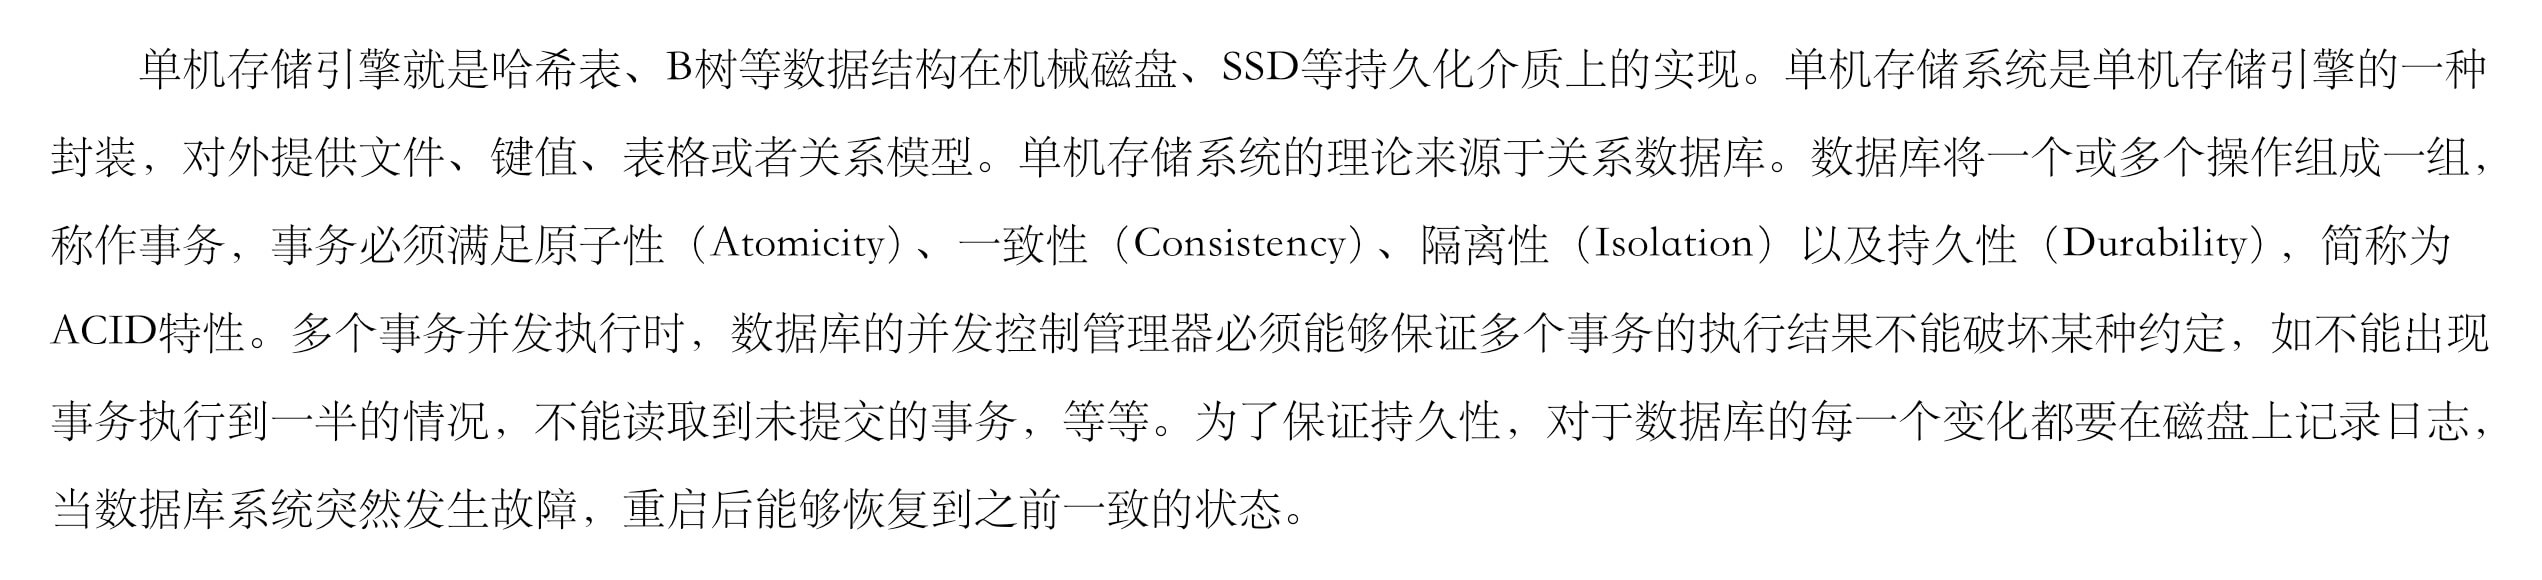 单机存储引擎就是哈希表、B树等数据结构在机械磁盘、SSD等持久化介质上的实现。单机存储系统是单机存储引擎的一种
封装，对外提供文件、键值、表格或者关系模型。单机存储系统的理论来源于关系数据库。数据库将一个或多个操作组成一组，
称作事务，事务必须满足原子性（Atomicity）、一致性（Consistency）、隔离性（Isolation）以及持久性（Durability），简称为
ACID特性。多个事务并发执行时，数据库的并发控制管理器必须能够保证多个事务的执行结果不能破坏某种约定，如不能出现
事务执行到一半的情况，不能读取到未提交的事务，等等。为了保证持久性，对于数据库的每一个变化都要在磁盘上记录日志，
当数据库系统突然发生故障，重启后能够恢复到之前一致的状态。